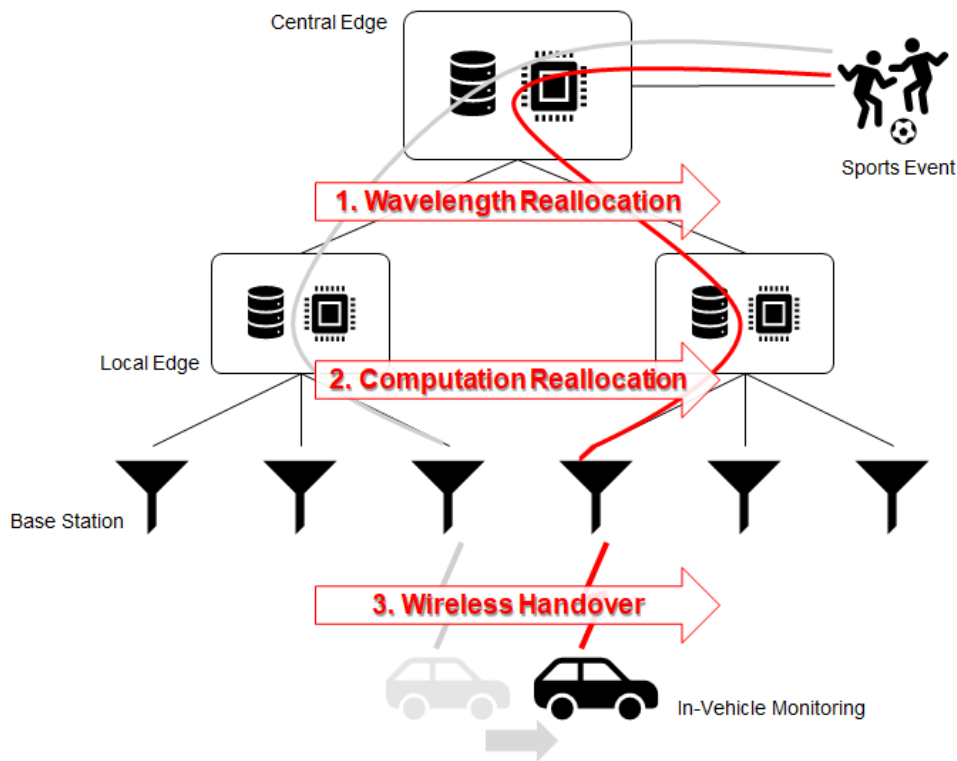 Central Edge
Sports Event
1. Wavelength Reallocation
Local Edge
2. Computation Reallocation
Base Station
3. Wireless Handover
In-Vehicle Monitoring